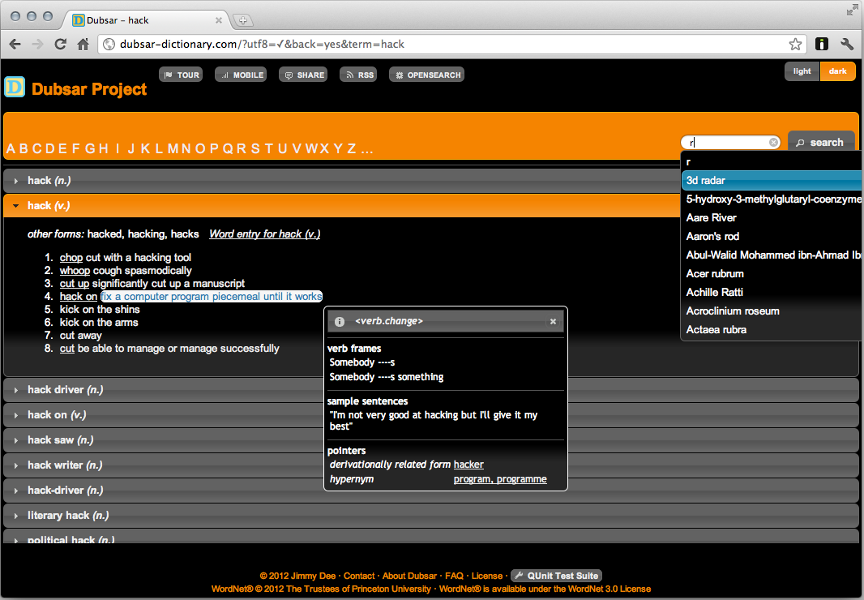 Dubsar - hack
dubsar-dictionary.com/?utf8=✓&back=yes&term=hack
D Dubsar Project
TOUR MOBILE SHARE RSS OPENSEARCH
light dark
A B C D E F G H I J K L M N O P Q R S T U V W X Y Z ...
r
search
r
3d radar
5-hydroxy-3-methylglutaryl-coenzyme
Aare River
Aaron's rod
Abul-Walid Mohammed ibn-Ahmad Ib
Acer rubrum
Achille Ratti
Acroclinium roseum
Actaea rubra
hack (n.)
hack (v.)
other forms: hacked, hacking, hacks Word entry for hack (v.)
1. chop cut with a hacking tool
2. whoop cough spasmodically
3. cut up significantly cut up a manuscript
4. hack on fix a computer program piecemeal until it works
5. kick on the shins
6. kick on the arms
7. cut away
8. cut be able to manage or manage successfully
<verb.change>
verb frames
Somebody ----s
Somebody ----s something
sample sentences
"I'm not very good at hacking but I'll give it my
best"
pointers
derivationally related form hacker
hypernym program, programme
hack driver (n.)
hack on (v.)
hack saw (n.)
hack writer (n.)
hack-driver (n.)
literary hack (n.)
political hack (n.)
© 2012 Jimmy Dee · Contact · About Dubsar · FAQ · License · QUnit Test Suite
WordNet® © 2012 The Trustees of Princeton University · WordNet® is available under the WordNet 3.0 License